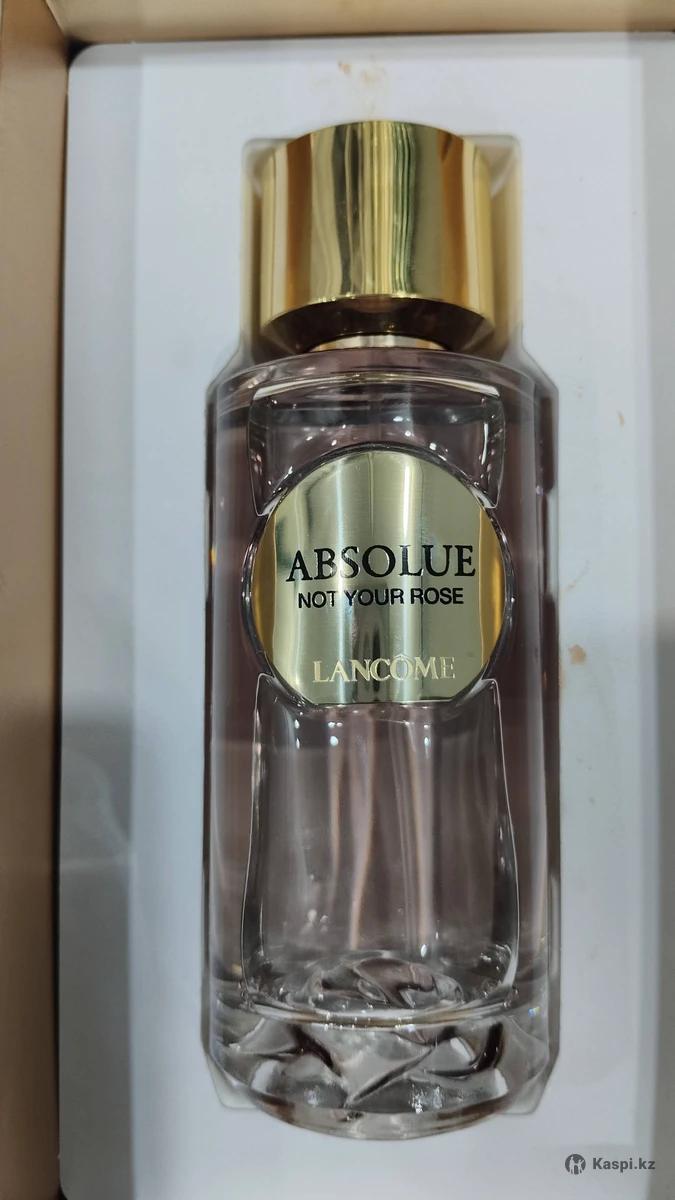 ABSOLUE
NOT YOUR ROSE
LANCÔME
Kaspi.kz